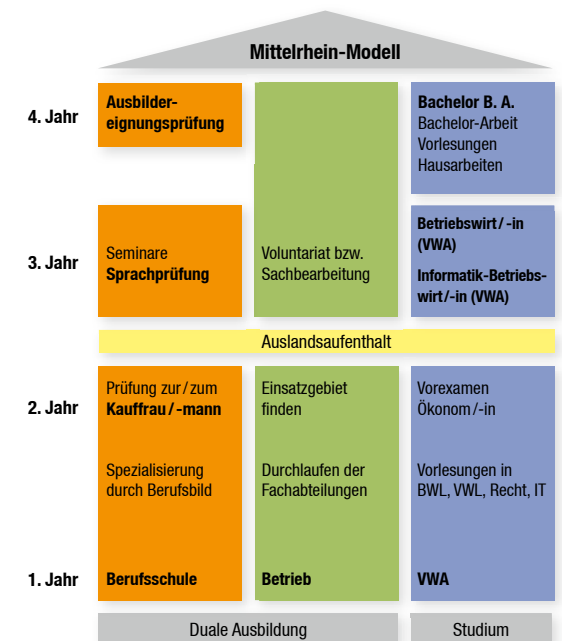 Mittelrhein-Modell
4. Jahr
Ausbilder-
eignungsprüfung
Bachelor B. A.
Bachelor-Arbeit
Vorlesungen
Hausarbeiten
3. Jahr
Seminare
Sprachprüfung
Voluntariat bzw.
Sachbearbeitung
Betriebswirt/-in
(VWA)
Informatik-Betriebs-
wirt/-in (VWA)
Auslandsaufenthalt
2. Jahr
Prüfung zur/zum
Kauffrau/-mann
Einsatzgebiet
finden
Vorexamen
Ökonom/-in
Spezialisierung
durch Berufsbild
Durchlaufen der
Fachabteilungen
Vorlesungen in
BWL, VWL, Recht, IT
1. Jahr
Berufsschule
Betrieb
VWA
Duale Ausbildung
Studium